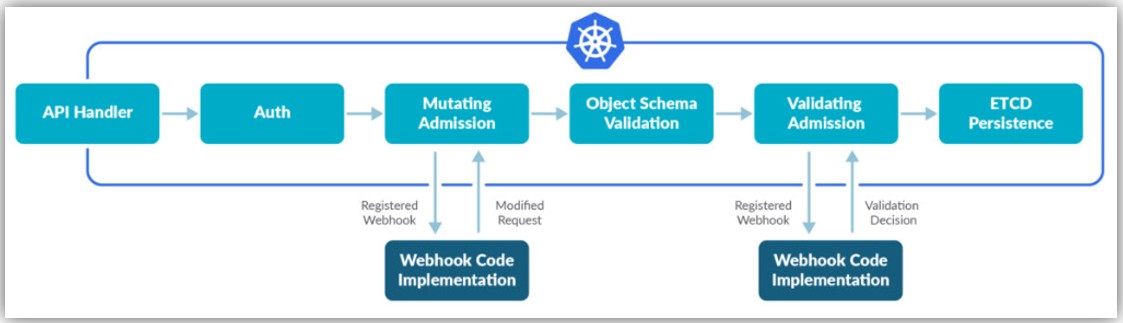 API Handler
Auth
Mutating
Admission
Object Schema
Validation
Validating
Admission
ETCD
Persistence
Registered
Webhook
Modified
Request
Registered
Webhook
Validation
Decision
Webhook Code
Implementation
Webhook Code
Implementation